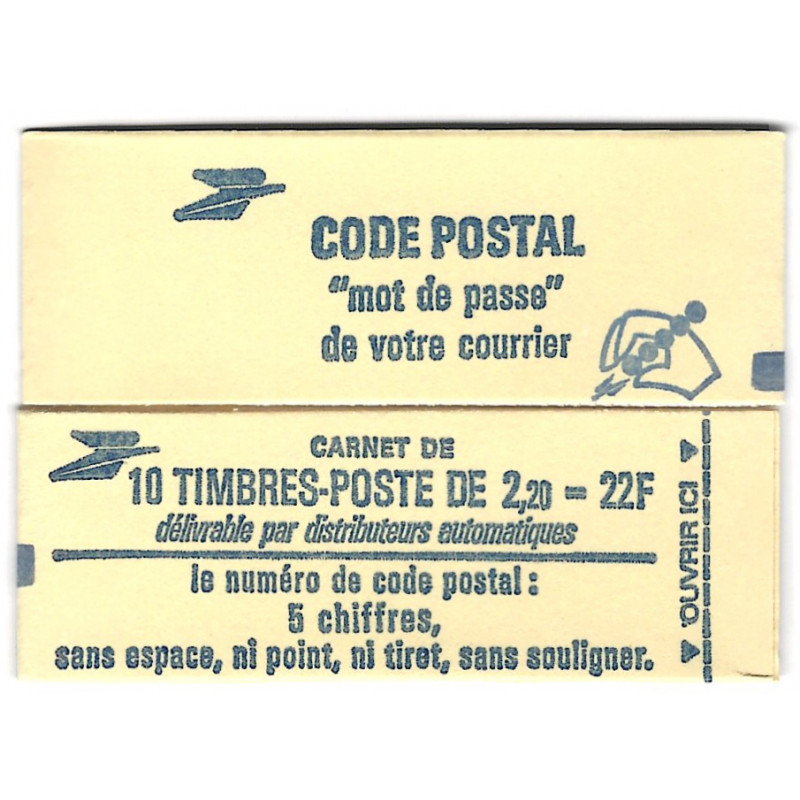 CODE POSTAL
"mot de passe"
de votre courrier
CARNET DE
10 TIMBRES-POSTE DE 2,20 = 22F
délivrable par distributeurs automatiques
le numéro de code postal :
5 chiffres,
sans espace, ni point, ni tiret, sans souligner.
OUVRIR ICI